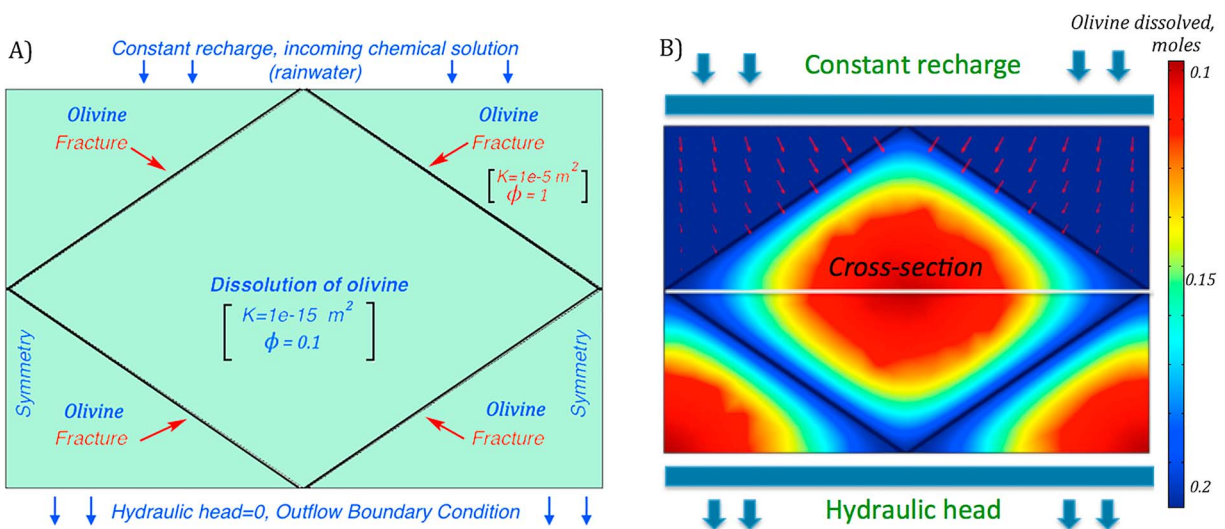 A)
Constant recharge, incoming chemical solution
(rainwater)
Olivine
Fracture
Olivine
Fracture
K=1e-5 m2
ϕ = 1
Dissolution of olivine
K=1e-15 m2
ϕ = 0.1
Symmetry
Symmetry
Olivine
Fracture
Olivine
Fracture
Hydraulic head=0, Outflow Boundary Condition
B)
Constant recharge
Olivine dissolved,
moles
0.1
Cross-section
0.15
0.2
Hydraulic head